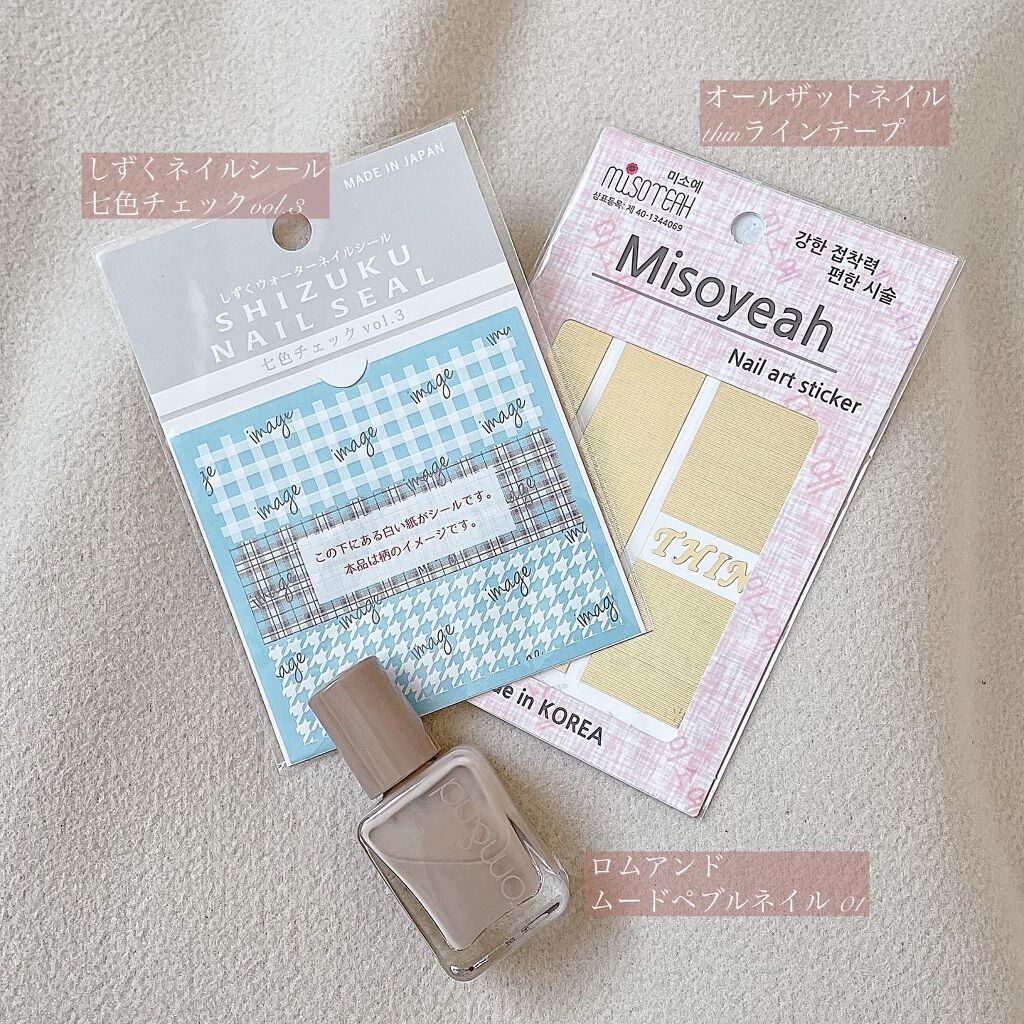 しずくネイルシール
七色チェックvol.3
オールザットネイル
thinラインテープ
MADE IN JAPAN
しずくウォーターネイルシール
SHIZUKU
NAIL SEAL
七色チェック vol.3
image
image
image
image
image
image
この下にある白い紙がシールです。
本品は柄のイメージです。
image
image
image
image
미소예
MISOYEAH
상표등록: 제 40-1344069
강한 접착력
편한 시술
Misoyeah
Nail art sticker
THIN
in KOREA
rom&nd
ロムアンド
ムードペブルネイル 01